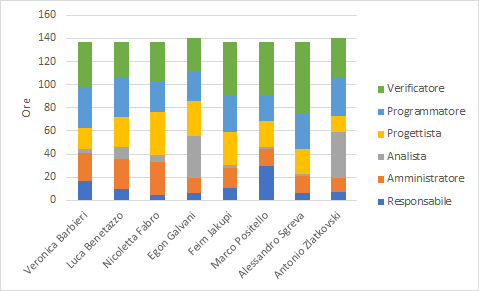 160
140
120
100
80
60
40
20
0
Ore
Veronica Barbieri
Luca Benetazzo
Nicoletta Fabro
Egon Galvani
Feim Jakupi
Marco Positello
Alessandro Sgreva
Antonio Zlatkovski
Verificatore
Programmatore
Progettista
Analista
Amministratore
Responsabile